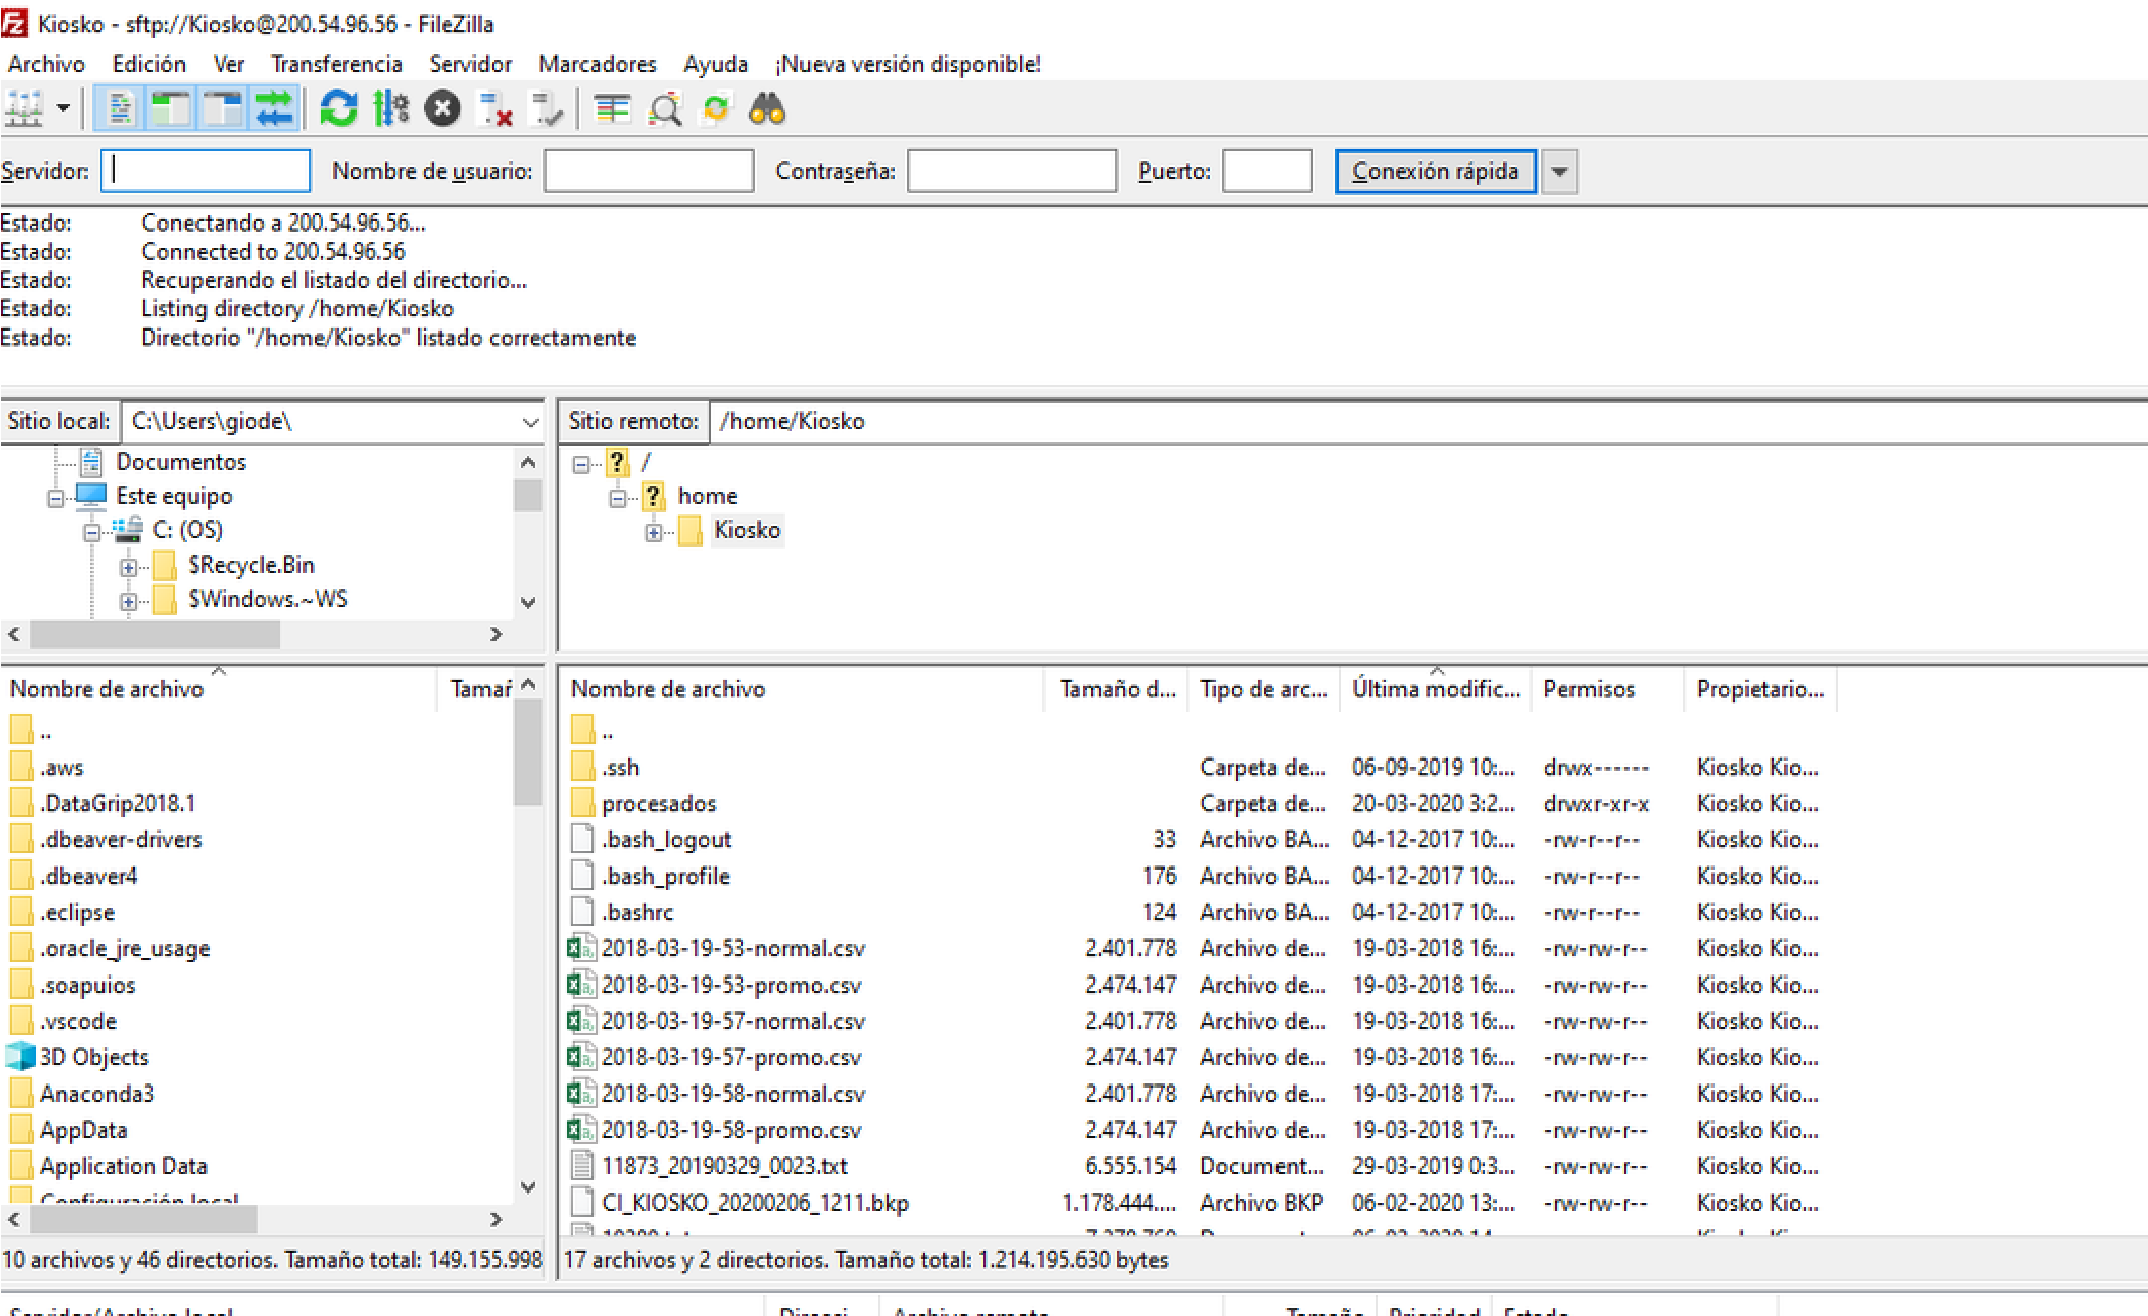 Kiosko - sftp://Kiosko@200.54.96.56 - FileZilla
Archivo Edición Ver Transferencia Servidor Marcadores Ayuda ¡Nueva versión disponible!
Servidor: Nombre de usuario: Contraseña: Puerto: Conexión rápida
Estado: Conectando a 200.54.96.56...
Estado: Connected to 200.54.96.56
Estado: Recuperando el listado del directorio...
Estado: Listing directory /home/Kiosko
Estado: Directorio "/home/Kiosko" listado correctamente
Sitio local: C:\Users\giode\
Documentos
Este equipo
C: (OS)
$Recycle.Bin
$Windows.~WS
Sitio remoto: /home/Kiosko
/
home
Kiosko
Nombre de archivo Tamañ
..
.aws
.DataGrip2018.1
.dbeaver-drivers
.dbeaver4
.eclipse
.oracle_jre_usage
.soapuios
.vscode
3D Objects
Anaconda3
AppData
Application Data
Configuración local
10 archivos y 46 directorios. Tamaño total: 149.155.998
Nombre de archivo Tamaño d... Tipo de arc... Última modific... Permisos Propietario...
..
.ssh Carpeta de... 06-09-2019 10:... drwx------ Kiosko Kio...
procesados Carpeta de... 20-03-2020 3:2... drwxr-xr-x Kiosko Kio...
.bash_logout 33 Archivo BA... 04-12-2017 10:... -rw-r--r-- Kiosko Kio...
.bash_profile 176 Archivo BA... 04-12-2017 10:... -rw-r--r-- Kiosko Kio...
.bashrc 124 Archivo BA... 04-12-2017 10:... -rw-r--r-- Kiosko Kio...
2018-03-19-53-normal.csv 2.401.778 Archivo de... 19-03-2018 16:... -rw-rw-r-- Kiosko Kio...
2018-03-19-53-promo.csv 2.474.147 Archivo de... 19-03-2018 16:... -rw-rw-r-- Kiosko Kio...
2018-03-19-57-normal.csv 2.401.778 Archivo de... 19-03-2018 16:... -rw-rw-r-- Kiosko Kio...
2018-03-19-57-promo.csv 2.474.147 Archivo de... 19-03-2018 16:... -rw-rw-r-- Kiosko Kio...
2018-03-19-58-normal.csv 2.401.778 Archivo de... 19-03-2018 17:... -rw-rw-r-- Kiosko Kio...
2018-03-19-58-promo.csv 2.474.147 Archivo de... 19-03-2018 17:... -rw-rw-r-- Kiosko Kio...
11873_20190329_0023.txt 6.555.154 Document... 29-03-2019 0:3... -rw-rw-r-- Kiosko Kio...
CI_KIOSKO_20200206_1211.bkp 1.178.444.... Archivo BKP 06-02-2020 13:... -rw-rw-r-- Kiosko Kio...
17 archivos y 2 directorios. Tamaño total: 1.214.195.630 bytes
Servidor/Archivo local Direcci... Archivo remoto Tamaño Prioridad Estado